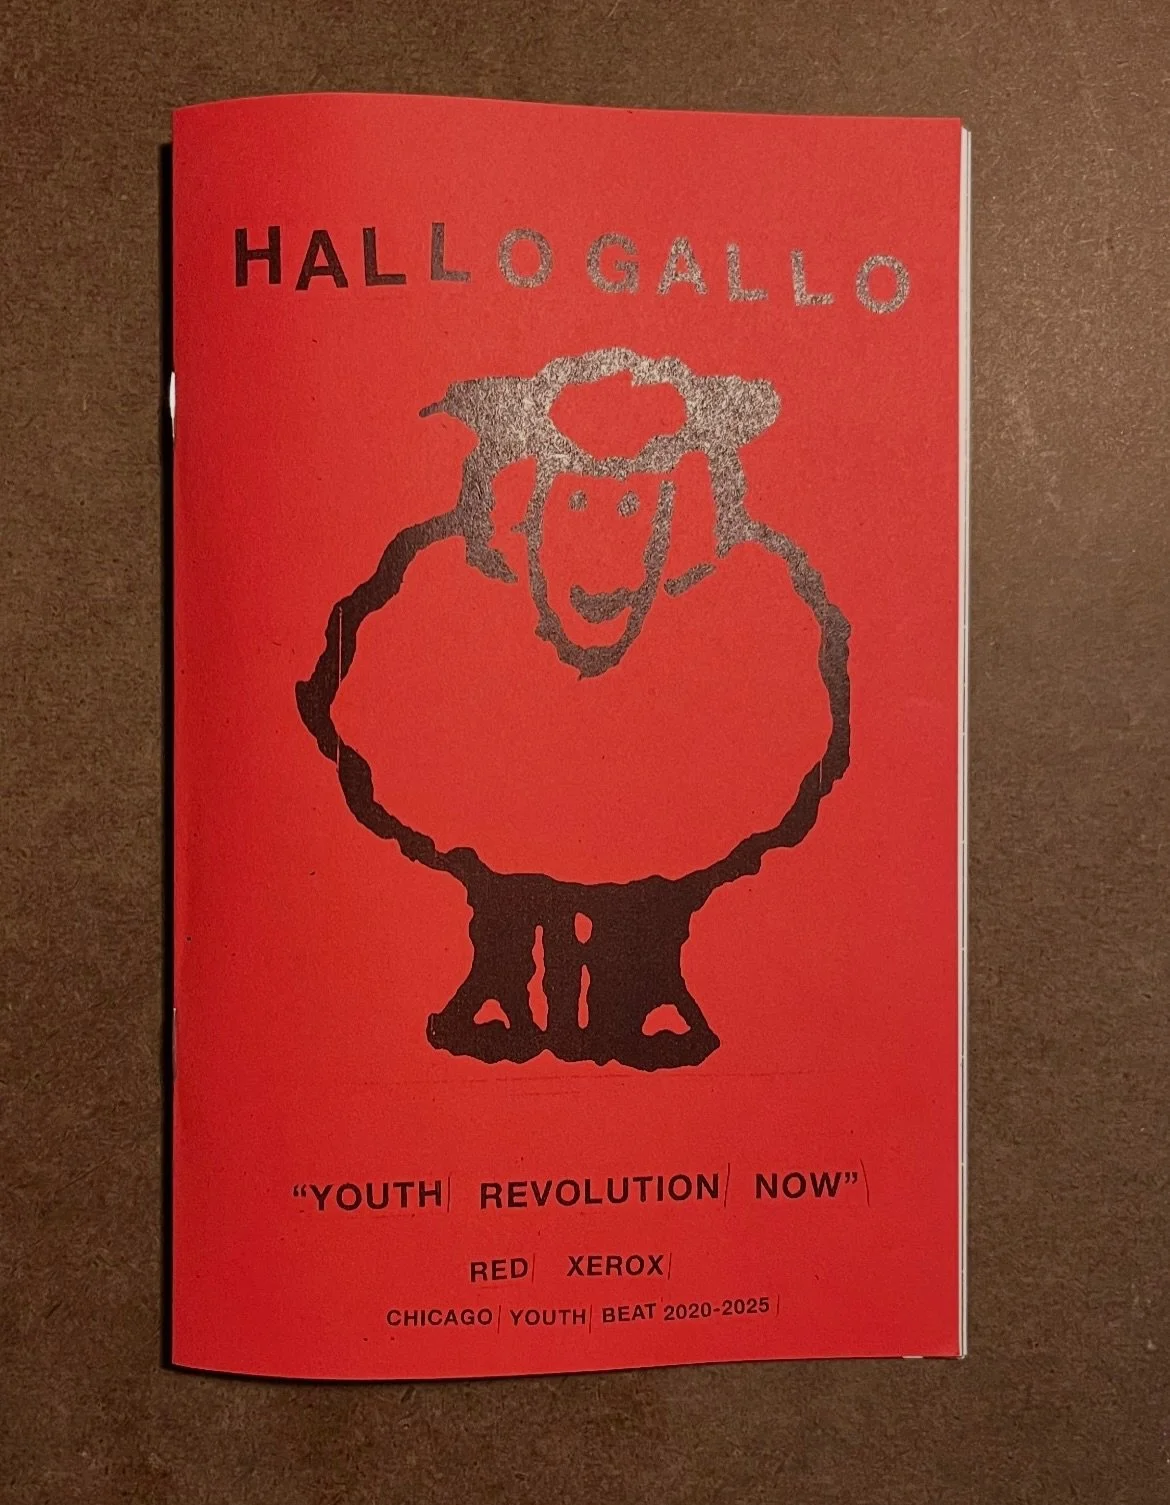 HALLOGALLO
“YOUTH REVOLUTION NOW”
RED XEROX
CHICAGO YOUTH BEAT 2020-2025